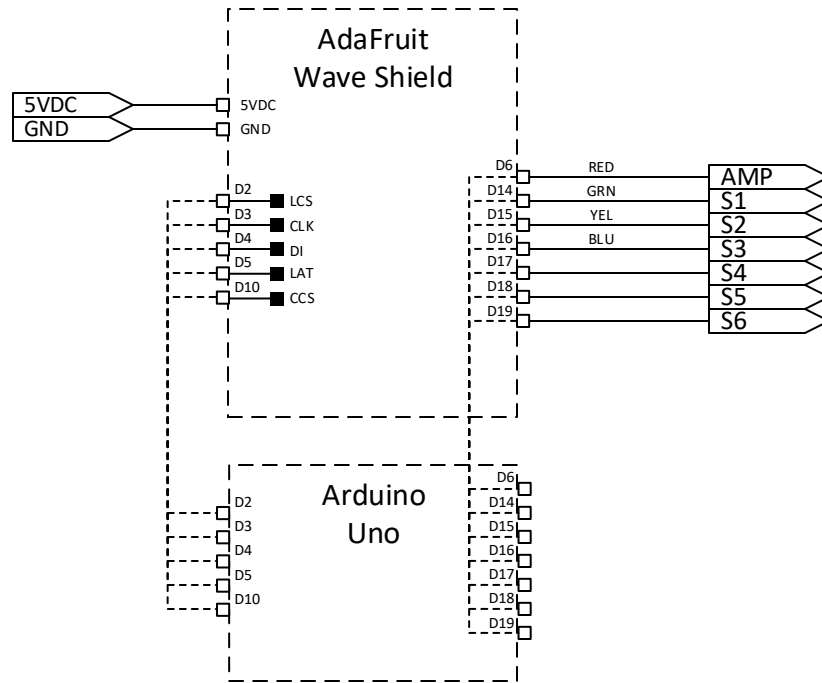 AdaFruit
Wave Shield
5VDC
GND
5VDC
GND
D2
LCS
D3
CLK
D4
DI
D5
LAT
D10
CCS
D6
RED
AMP
D14
GRN
S1
D15
YEL
S2
D16
BLU
S3
D17
S4
D18
S5
D19
S6
Arduino
Uno
D2
D3
D4
D5
D10
D6
D14
D15
D16
D17
D18
D19